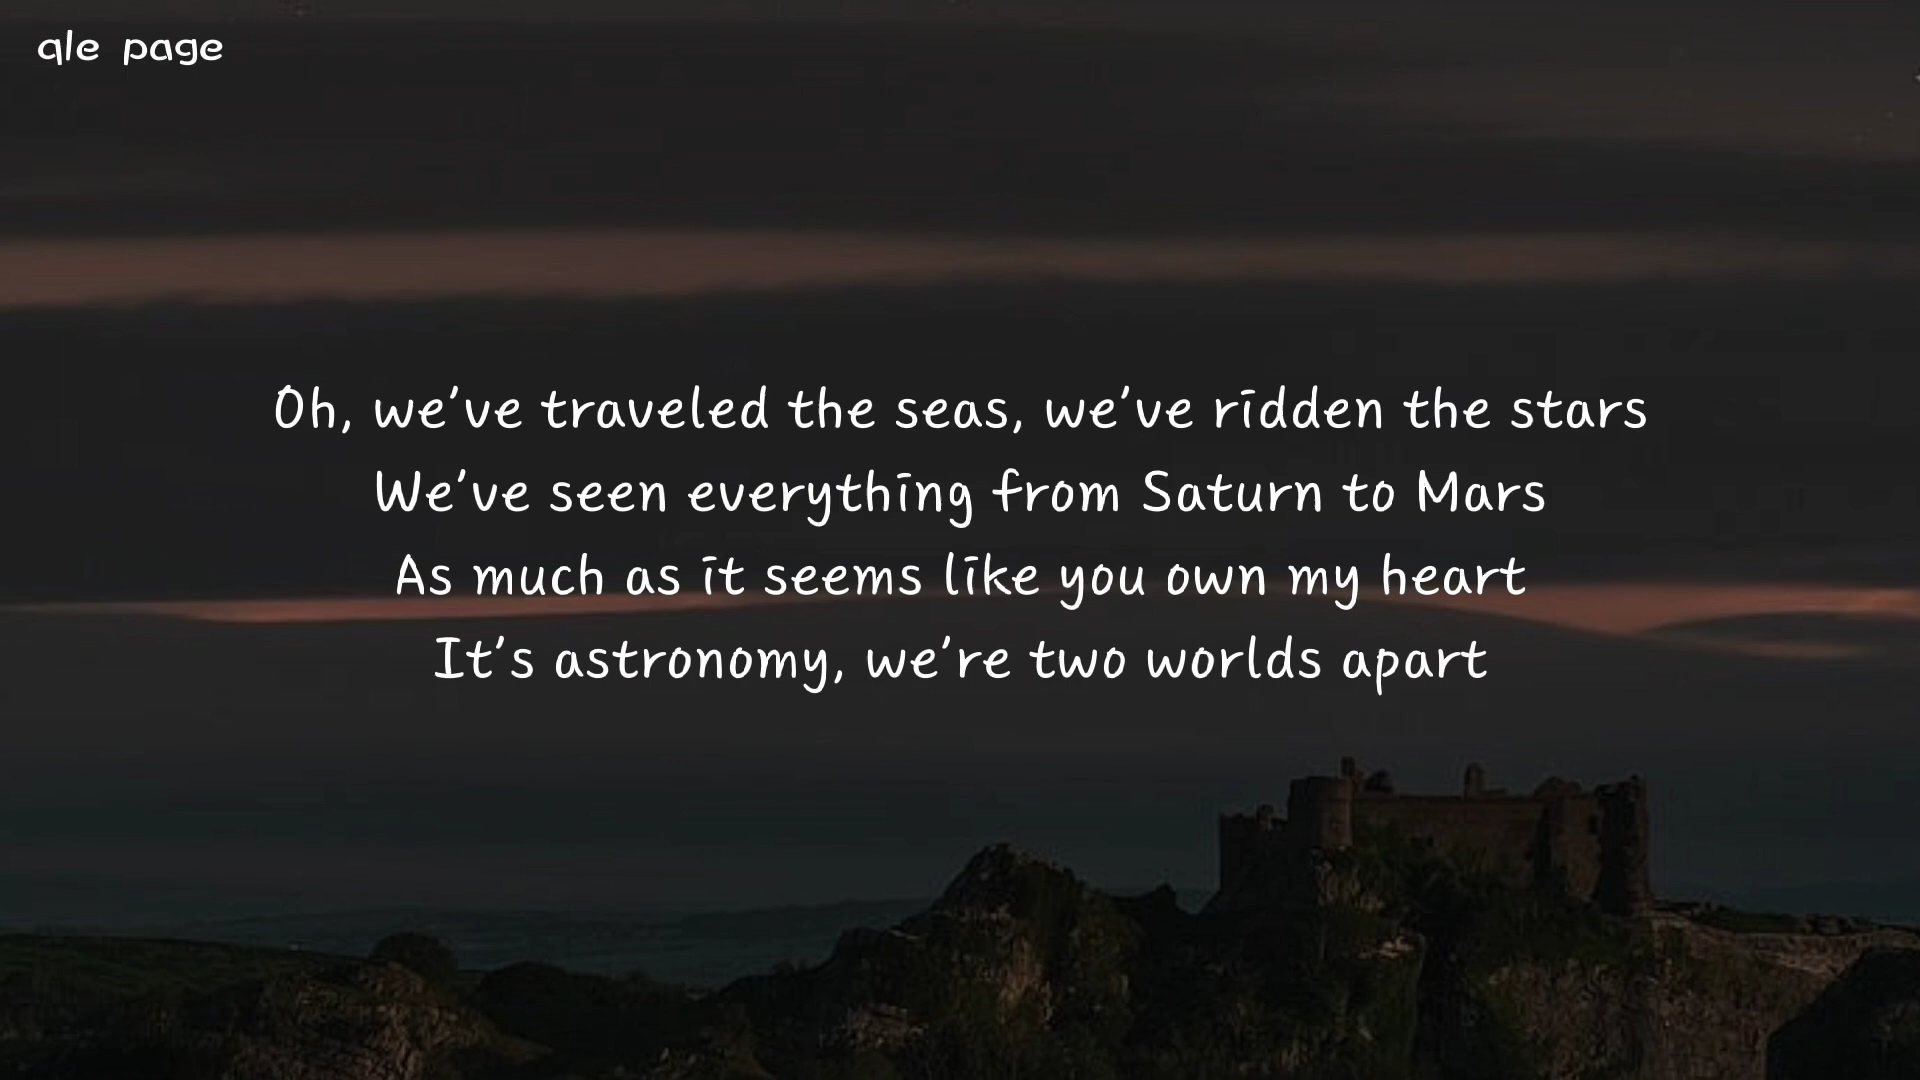 qle page
Oh, we've traveled the seas, we've ridden the stars
We've seen everything from Saturn to Mars
As much as it seems like you own my heart
It's astronomy, we're two worlds apart